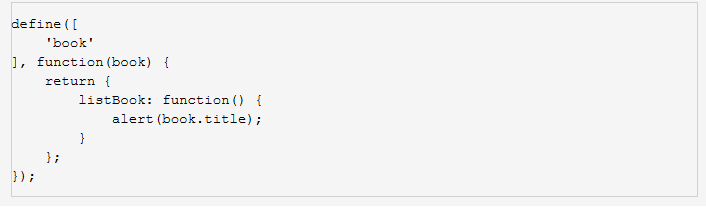 define([
    'book'
], function(book) {
    return {
        listBook: function() {
            alert(book.title);
        }
    };
});